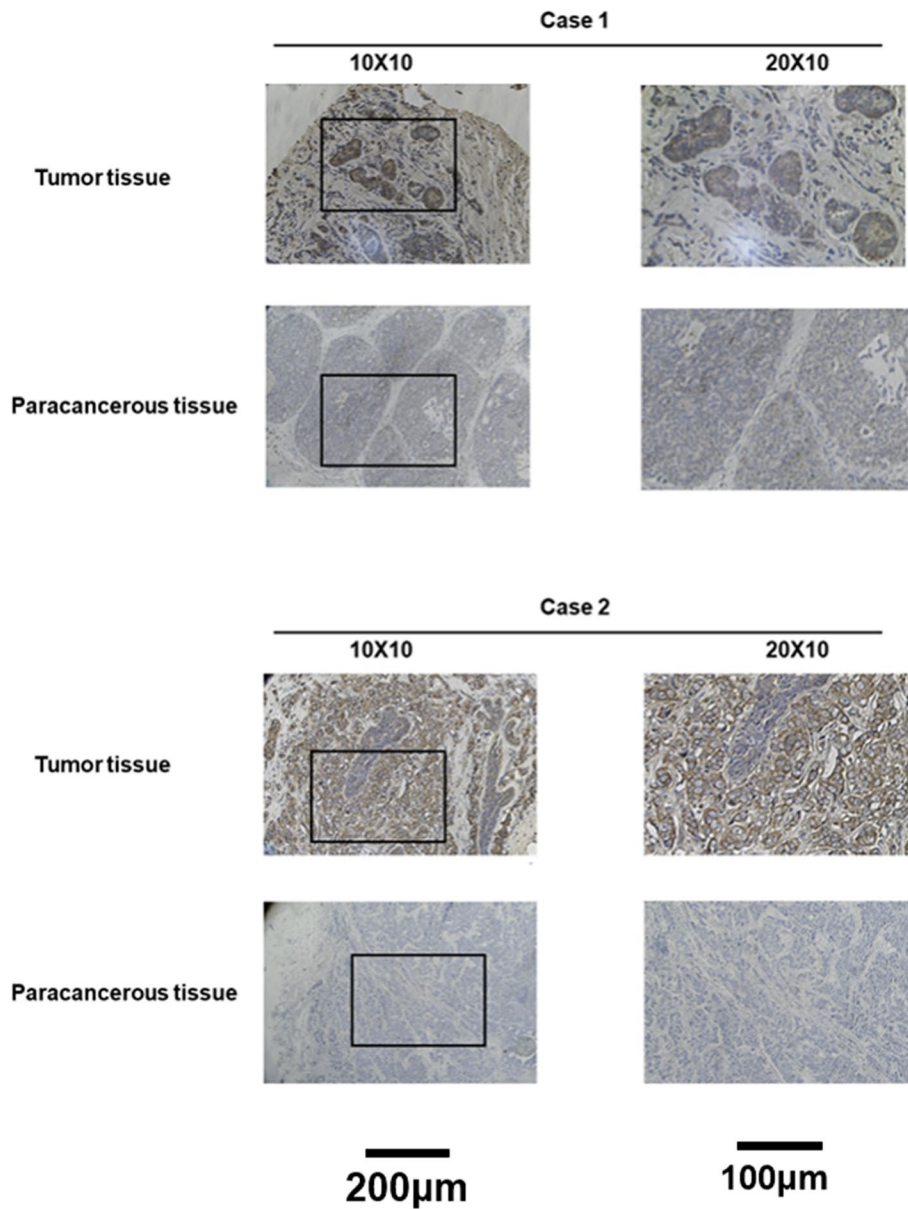 Case 1
10X10 20X10
Tumor tissue
Paracancerous tissue
Case 2
10X10 20X10
Tumor tissue
Paracancerous tissue
200μm 100μm